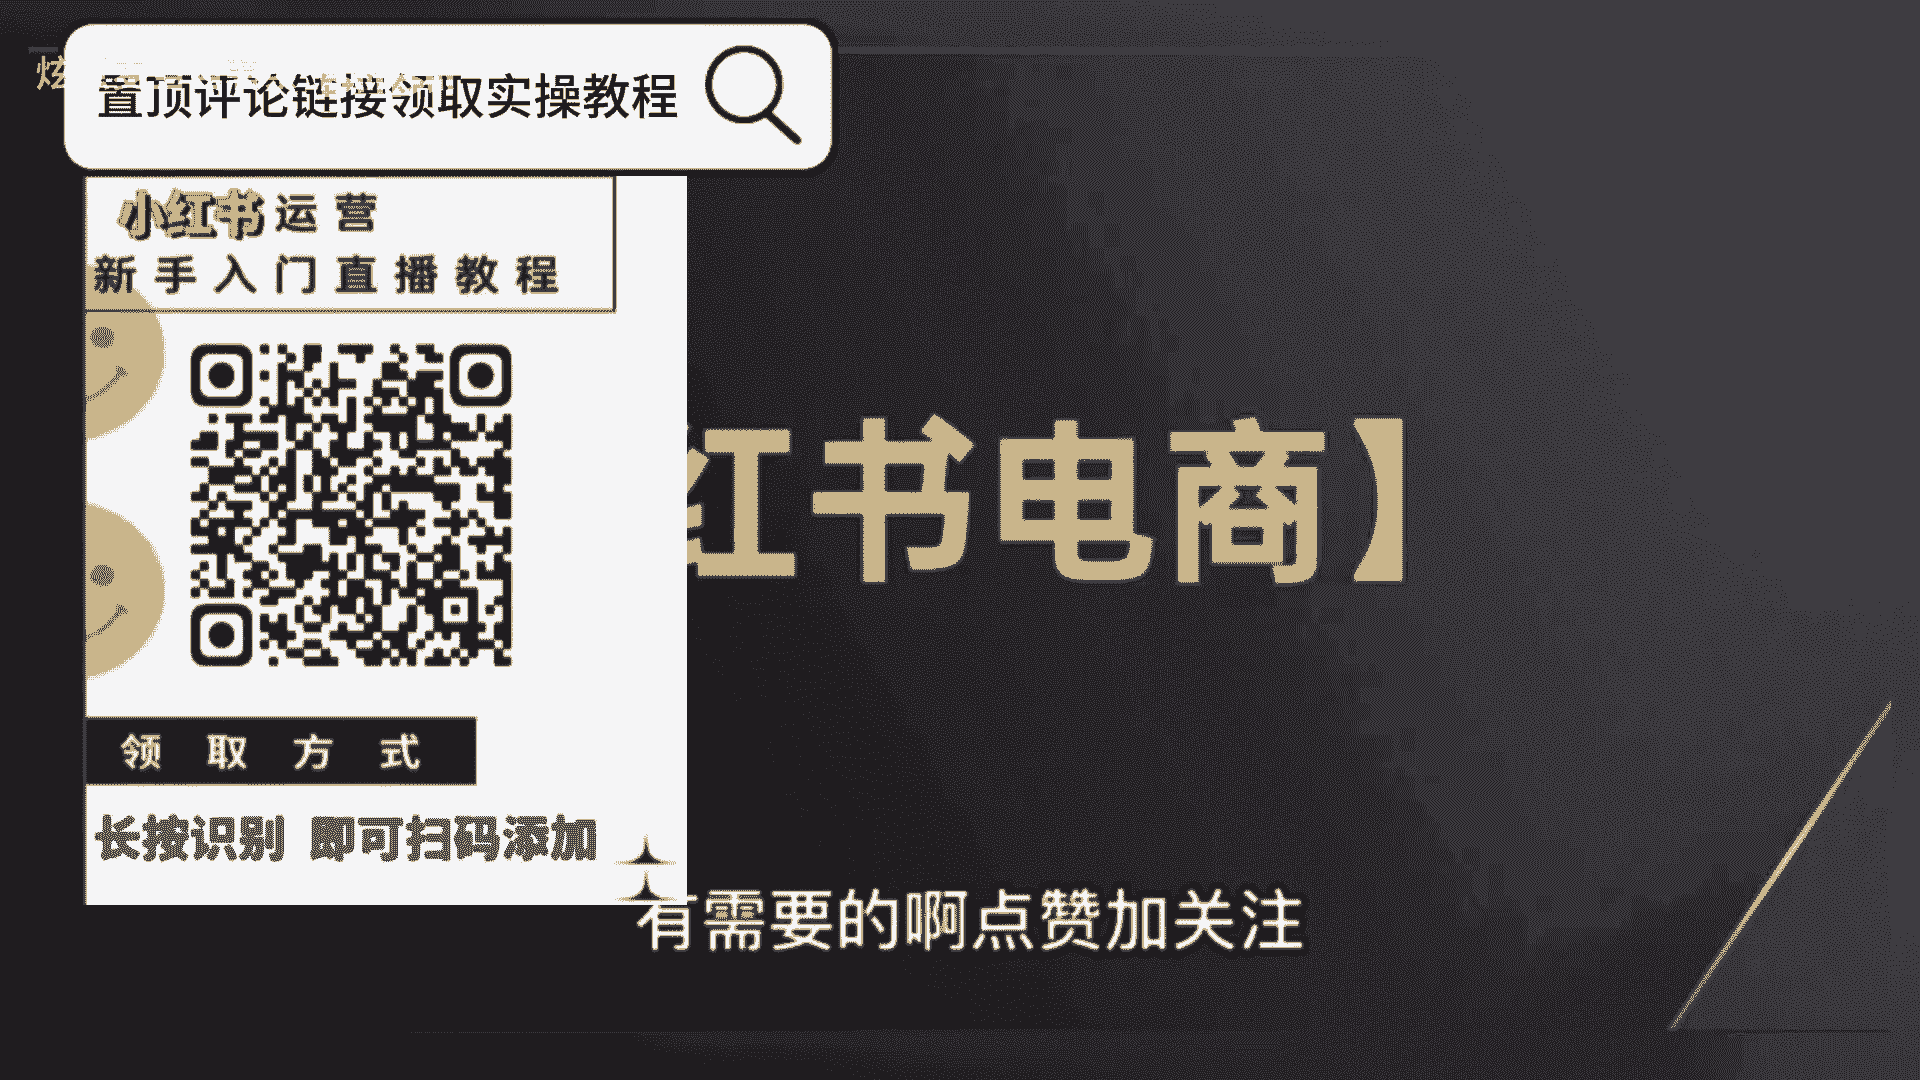 炫
置顶评论链接领取实操教程
小红书运营
新手入门直播教程
红书电商】
领取方式
长按识别 即可扫码添加
有需要的啊点赞加关注